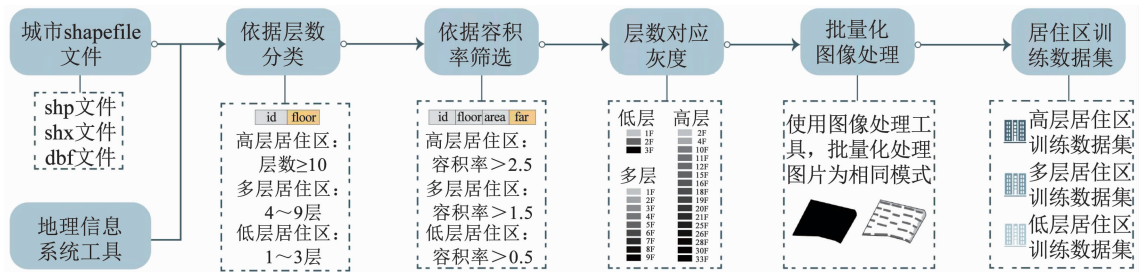 城市shapefile
文件
依据层数
分类
依据容积
率筛选
层数对应
灰度
批量化
图像处理
居住区训
练数据集
shp文件
shx文件
dbf文件
地理信息
系统工具
id floor
高层居住区：
层数≥10
多层居住区：
4～9层
低层居住区：
1～3层
id floor area far
高层居住区：
容积率＞2.5
多层居住区：
容积率＞1.5
低层居住区：
容积率＞0.5
低层
1F
2F
3F
多层
1F
2F
3F
4F
5F
6F
7F
8F
9F
高层
2F
4F
10F
11F
12F
15F
16F
18F
19F
20F
21F
25F
26F
28F
30F
33F
使用图像处理工
具，批量化处理
图片为相同模式
高层居住区
训练数据集
多层居住区
训练数据集
低层居住区
训练数据集